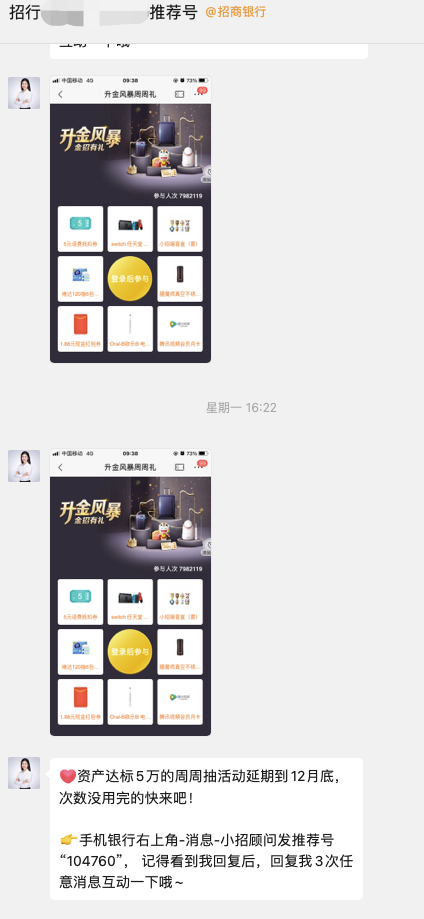 招行
推荐号
@招商银行
互动一下哦~
中国移动 4G 09:38 73%
升金风暴周周礼
升金风暴
金招有礼
参与人次 7982119
5元话费抵扣券
switch 任天堂...
小招端盒盒（套）
维达120抽6包...
登录后参与
膳魔师真空不锈...
1.88元现金红包券
Oral-B欧乐B 电...
腾讯视频会员月卡
星期一 16:22
中国移动 4G 09:38 73%
升金风暴周周礼
升金风暴
金招有礼
参与人次 7982119
5元话费抵扣券
switch 任天堂...
维达120抽6包...
登录后参与
膳魔师真空不锈...
1.88元现金红包券
Oral-B欧乐B 电...
腾讯视频会员月卡
资产达标5万的周周抽活动延期到12月底，
次数没用完的快来吧！
手机银行右上角-消息-小招顾问发推荐号
“104760”， 记得看到我回复后，回复我3次任
意消息互动一下哦~